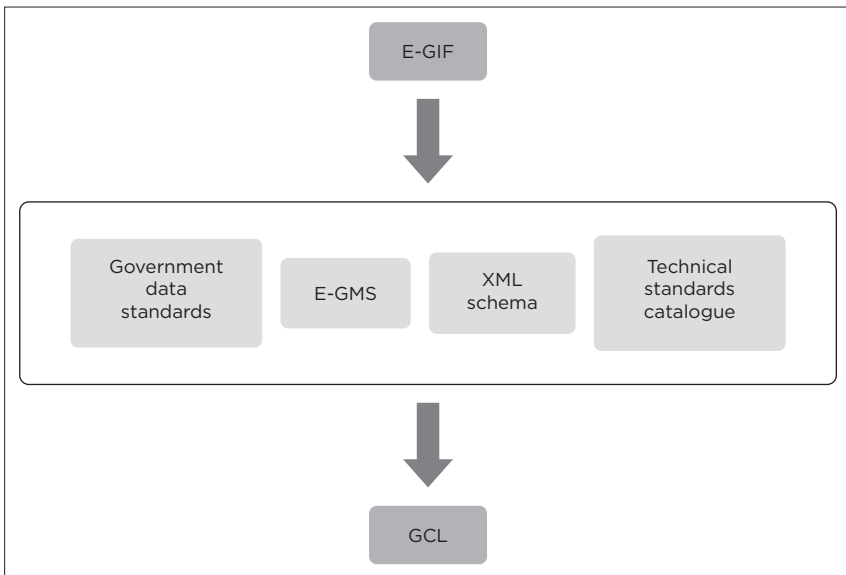 E-GIF
Government
data
standards
E-GMS
XML
schema
Technical
standards
catalogue
GCL